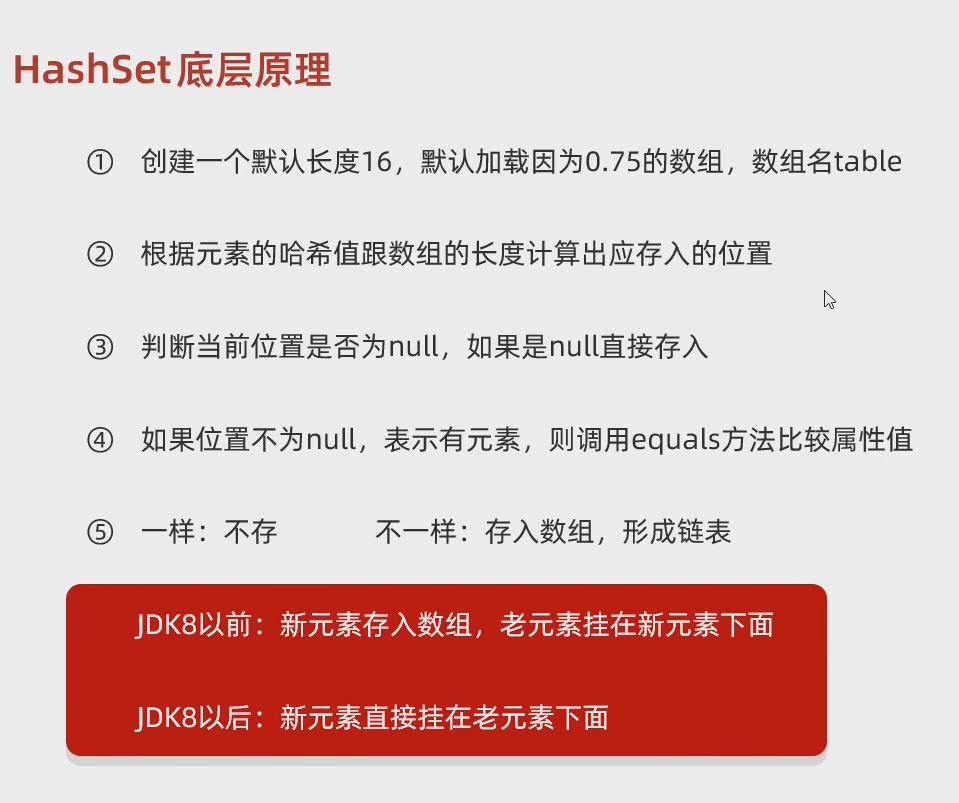 HashSet底层原理
① 创建一个默认长度16，默认加载因为0.75的数组，数组名table
② 根据元素的哈希值跟数组的长度计算出应存入的位置
③ 判断当前位置是否为null，如果是null直接存入
④ 如果位置不为null，表示有元素，则调用equals方法比较属性值
⑤ 一样：不存 不一样：存入数组，形成链表
JDK8以前：新元素存入数组，老元素挂在新元素下面
JDK8以后：新元素直接挂在老元素下面